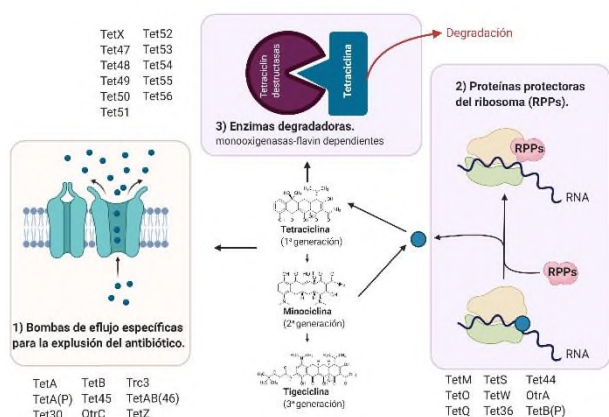 TetX Tet52
Tet47 Tet53
Tet48 Tet54
Tet49 Tet55
Tet50 Tet56
Tet51
Tetraciclin
destructasas
Tetraciclina
Degradación
3) Enzimas degradadoras.
monooxigenasas-flavin dependientes
2) Proteínas protectoras
del ribosoma (RPPs).
RPPs
RNA
RPPs
RNA
Tetraciclina
(1ª generación)
Minociclina
(2ª generación)
Tigeciclina
(3ª generación)
1) Bombas de eflujo específicas
para la explusión del antibiótico.
TetA TetB Trc3
TetA(P) Tet45 TetAB(46)
Tet30 OtrC TetZ
TetM TetS Tet44
TetO TetW OtrA
TetQ Tet36 TetB(P)